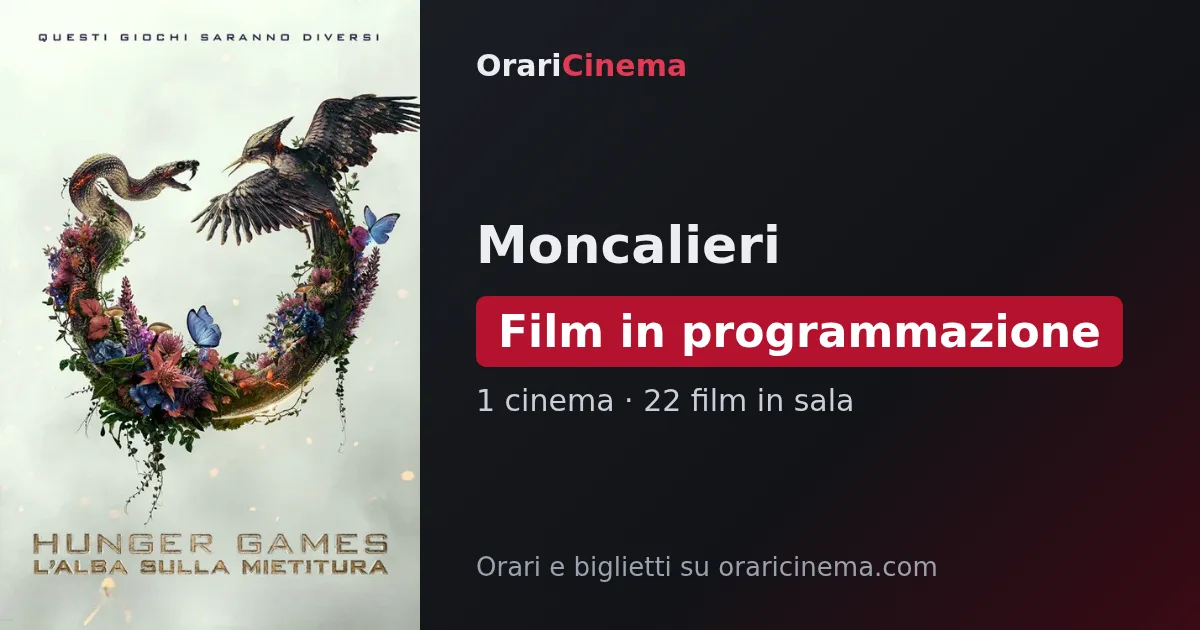 QUESTI GIOCHI SARANNO DIVERSI
HUNGER GAMES
L'ALBA SULLA MIETITURA
OrariCinema
Moncalieri
Film in programmazione
1 cinema · 22 film in sala
Orari e biglietti su oraricinema.com